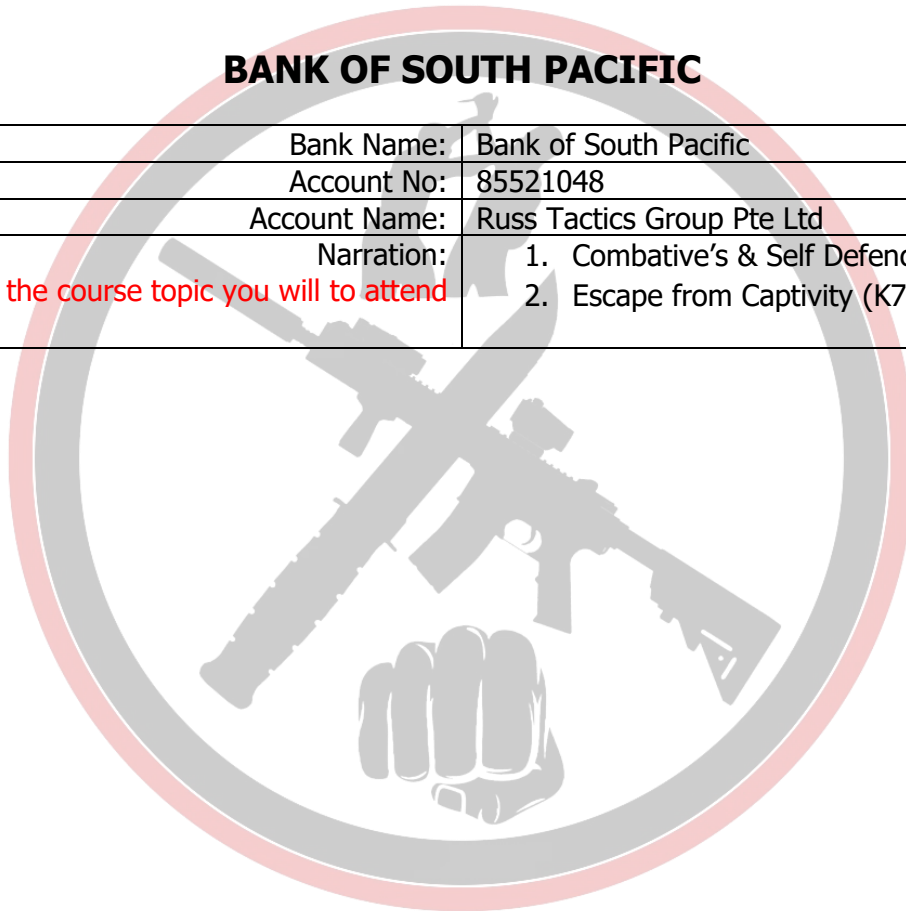 BANK OF SOUTH PACIFIC
Bank Name: Bank of South Pacific
Account No: 85521048
Account Name: Russ Tactics Group Pte Ltd
Narration: 1. Combative's & Self Defenc
the course topic you will to attend 2. Escape from Captivity (K7